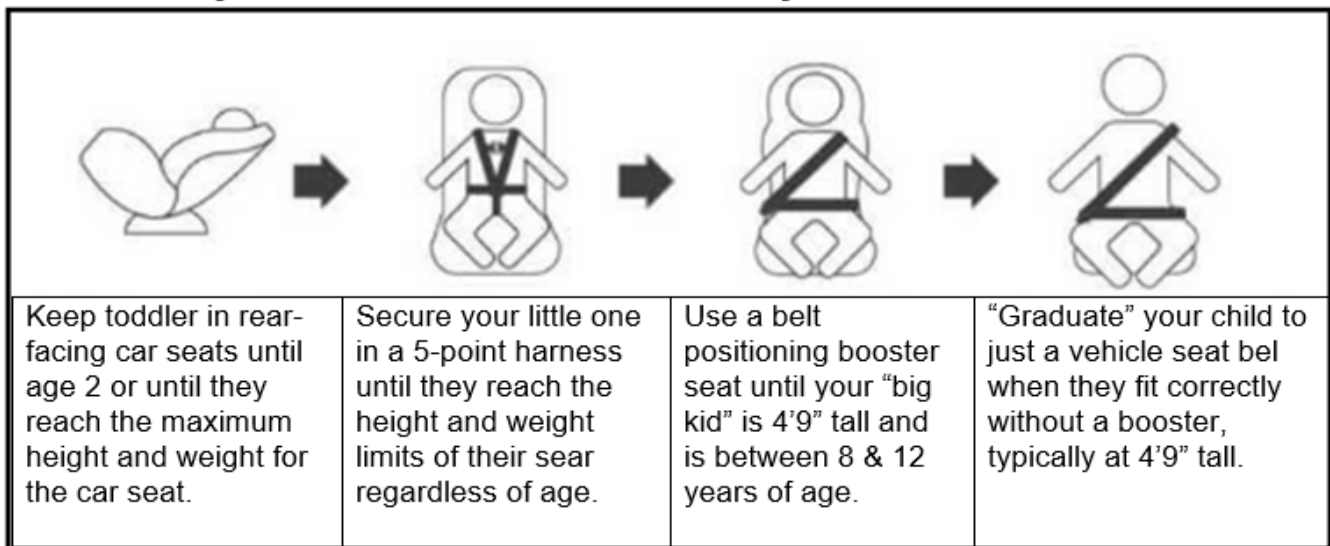 Keep toddler in rear-
facing car seats until
age 2 or until they
reach the maximum
height and weight for
the car seat.
Secure your little one
in a 5-point harness
until they reach the
height and weight
limits of their sear
regardless of age.
Use a belt
positioning booster
seat until your “big
kid” is 4’9” tall and
is between 8 & 12
years of age.
“Graduate” your child to
just a vehicle seat bel
when they fit correctly
without a booster,
typically at 4’9” tall.